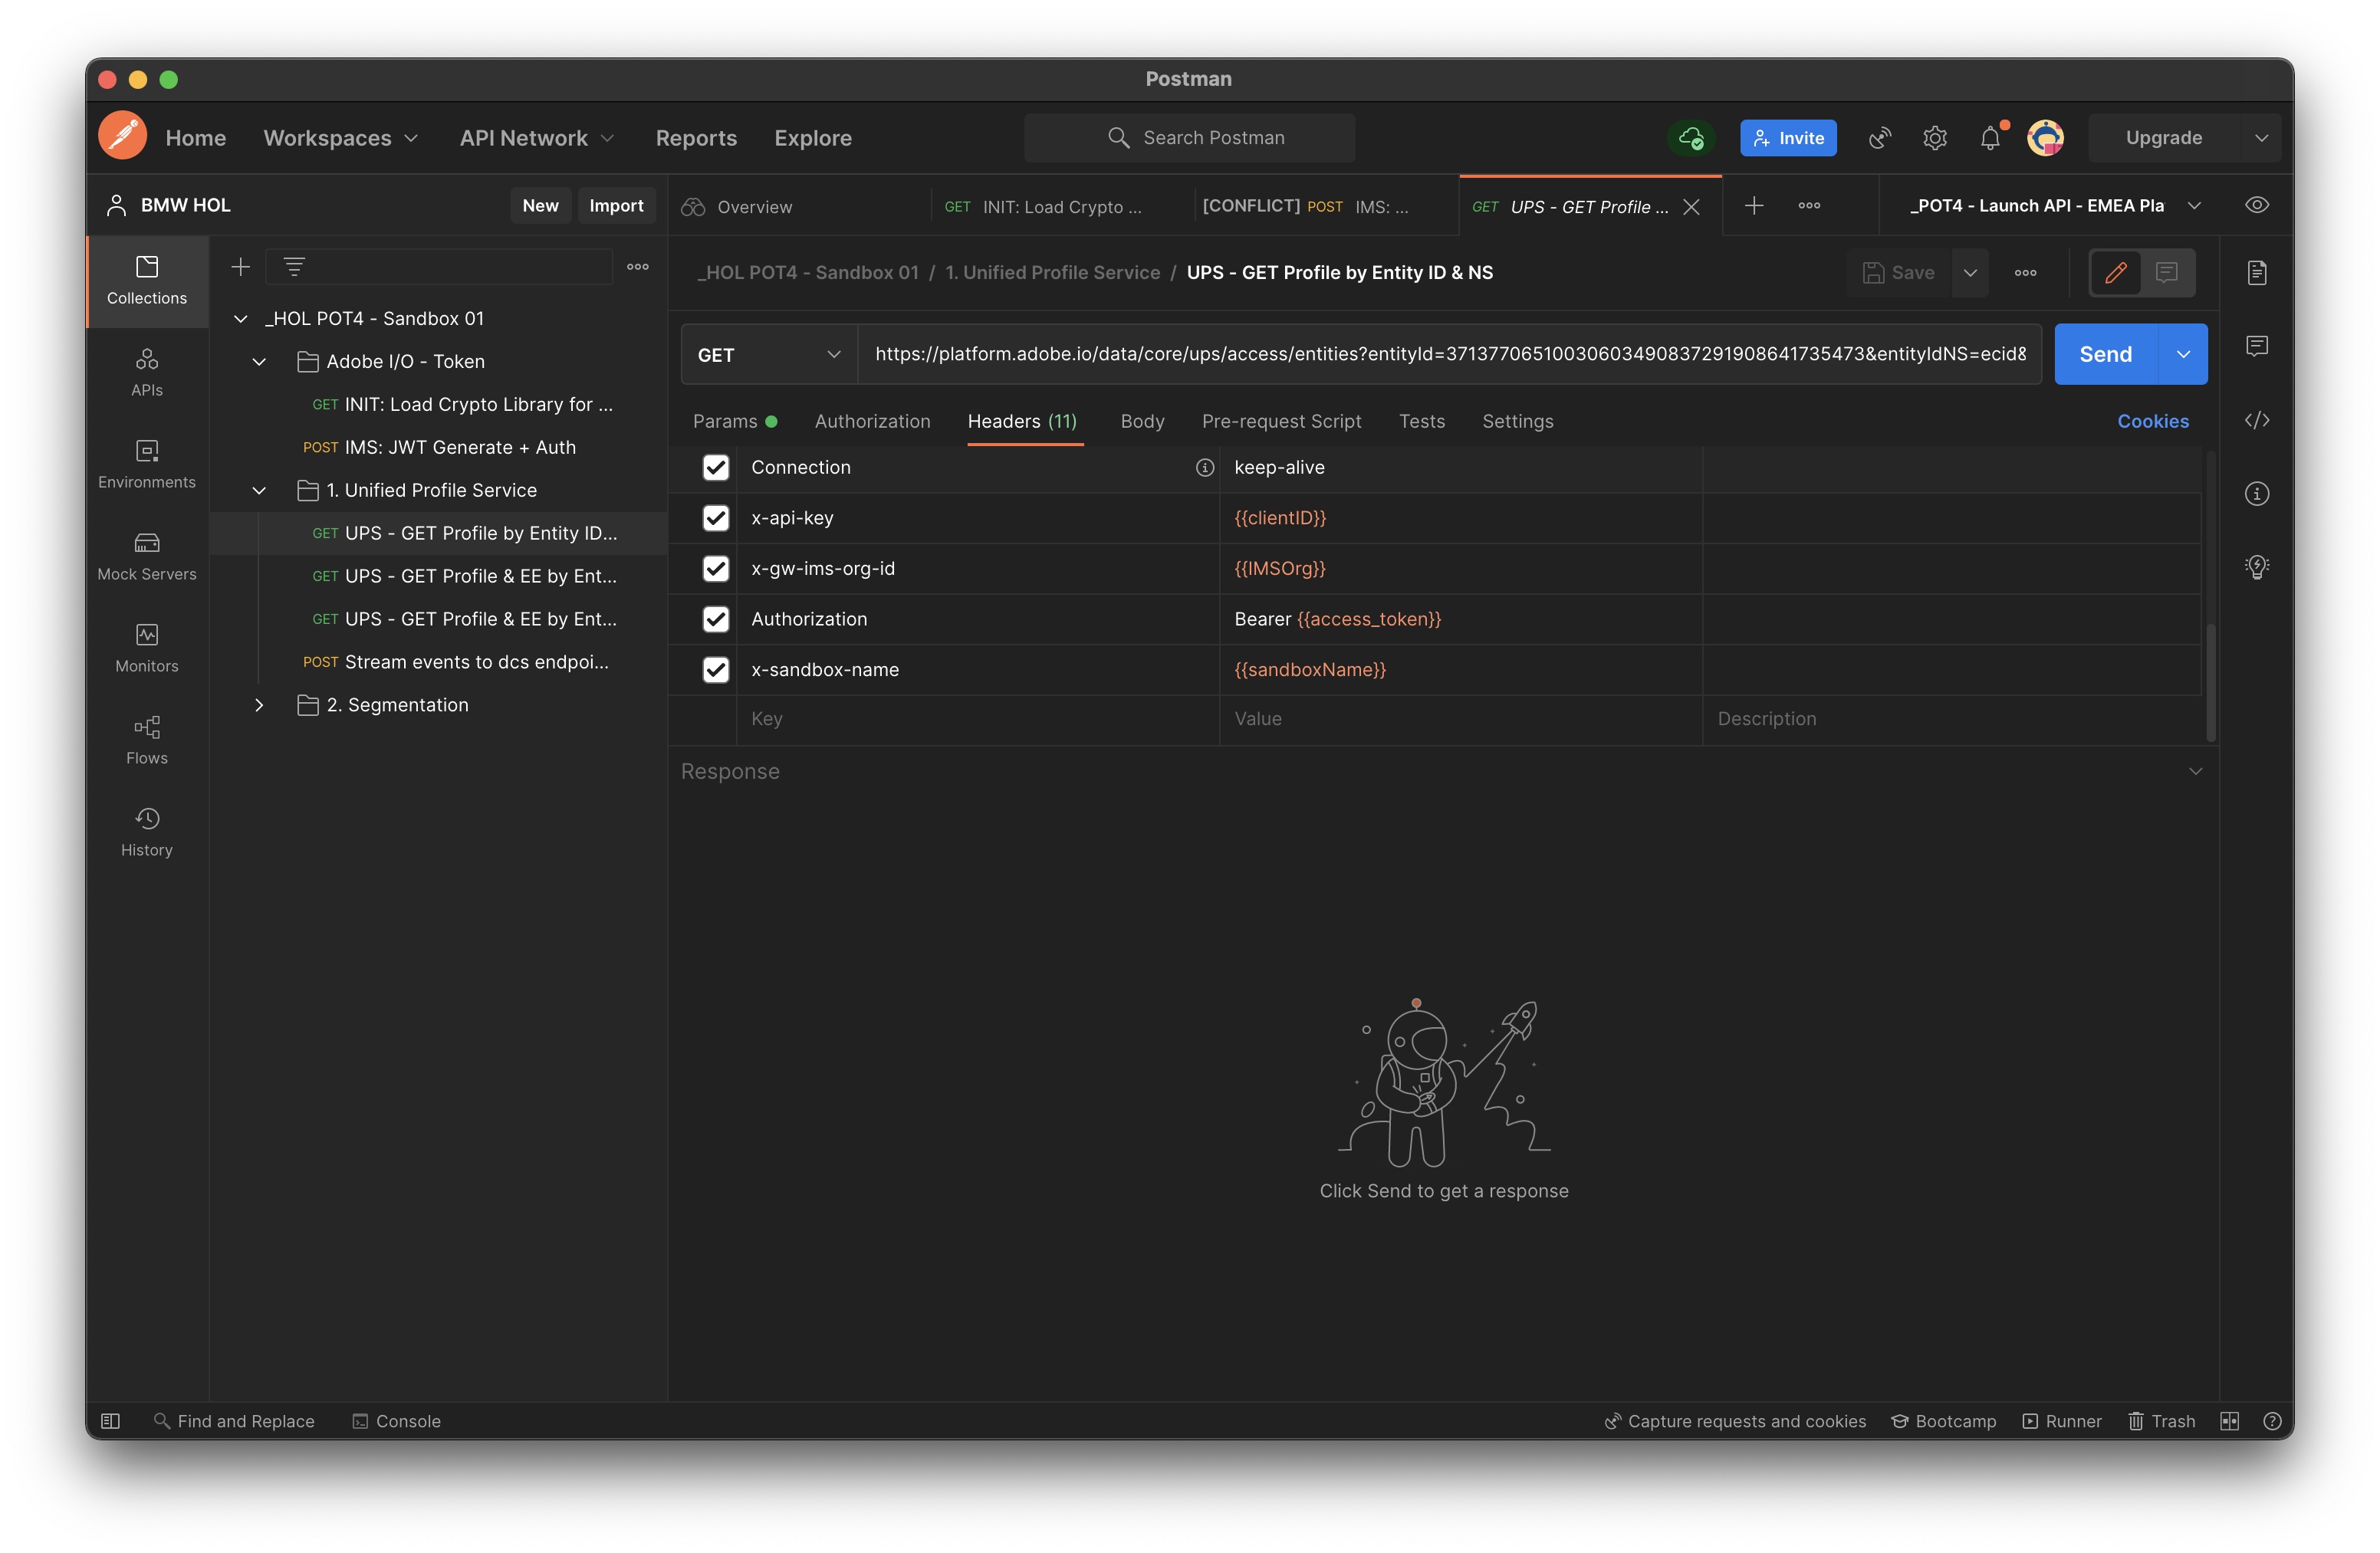 Postman
Home
Workspaces
API Network
Reports
Explore
Search Postman
Invite
Upgrade
BMW HOL
New
Import
Overview
GET INIT: Load Crypto ...
[CONFLICT] POST IMS: ...
GET UPS - GET Profile ...
_POT4 - Launch API - EMEA Pla
Collections
APIs
Environments
Mock Servers
Monitors
Flows
History
_HOL POT4 - Sandbox 01
Adobe I/O - Token
GET INIT: Load Crypto Library for ...
POST IMS: JWT Generate + Auth
1. Unified Profile Service
GET UPS - GET Profile by Entity ID...
GET UPS - GET Profile & EE by Ent...
GET UPS - GET Profile & EE by Ent...
POST Stream events to dcs endpoi...
2. Segmentation
_HOL POT4 - Sandbox 01 / 1. Unified Profile Service / UPS - GET Profile by Entity ID & NS
Save
GET
https://platform.adobe.io/data/core/ups/access/entities?entityId=37137706510030603490837291908641735473&entityIdNS=ecid&
Send
Params
Authorization
Headers (11)
Body
Pre-request Script
Tests
Settings
Cookies
Connection
keep-alive
x-api-key
{{clientID}}
x-gw-ims-org-id
{{IMSOrg}}
Authorization
Bearer {{access_token}}
x-sandbox-name
{{sandboxName}}
Key
Value
Description
Response
Click Send to get a response
Find and Replace
Console
Capture requests and cookies
Bootcamp
Runner
Trash